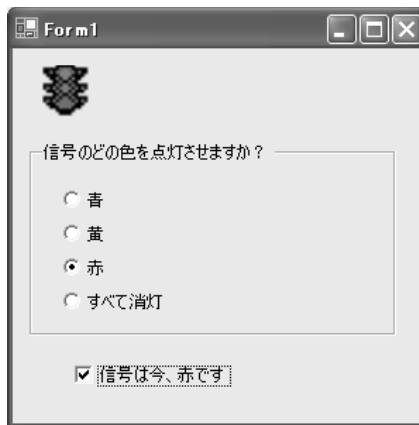 Form1
信号のどの色を点灯させますか？
青
黄
赤
すべて消灯
信号は今、赤です